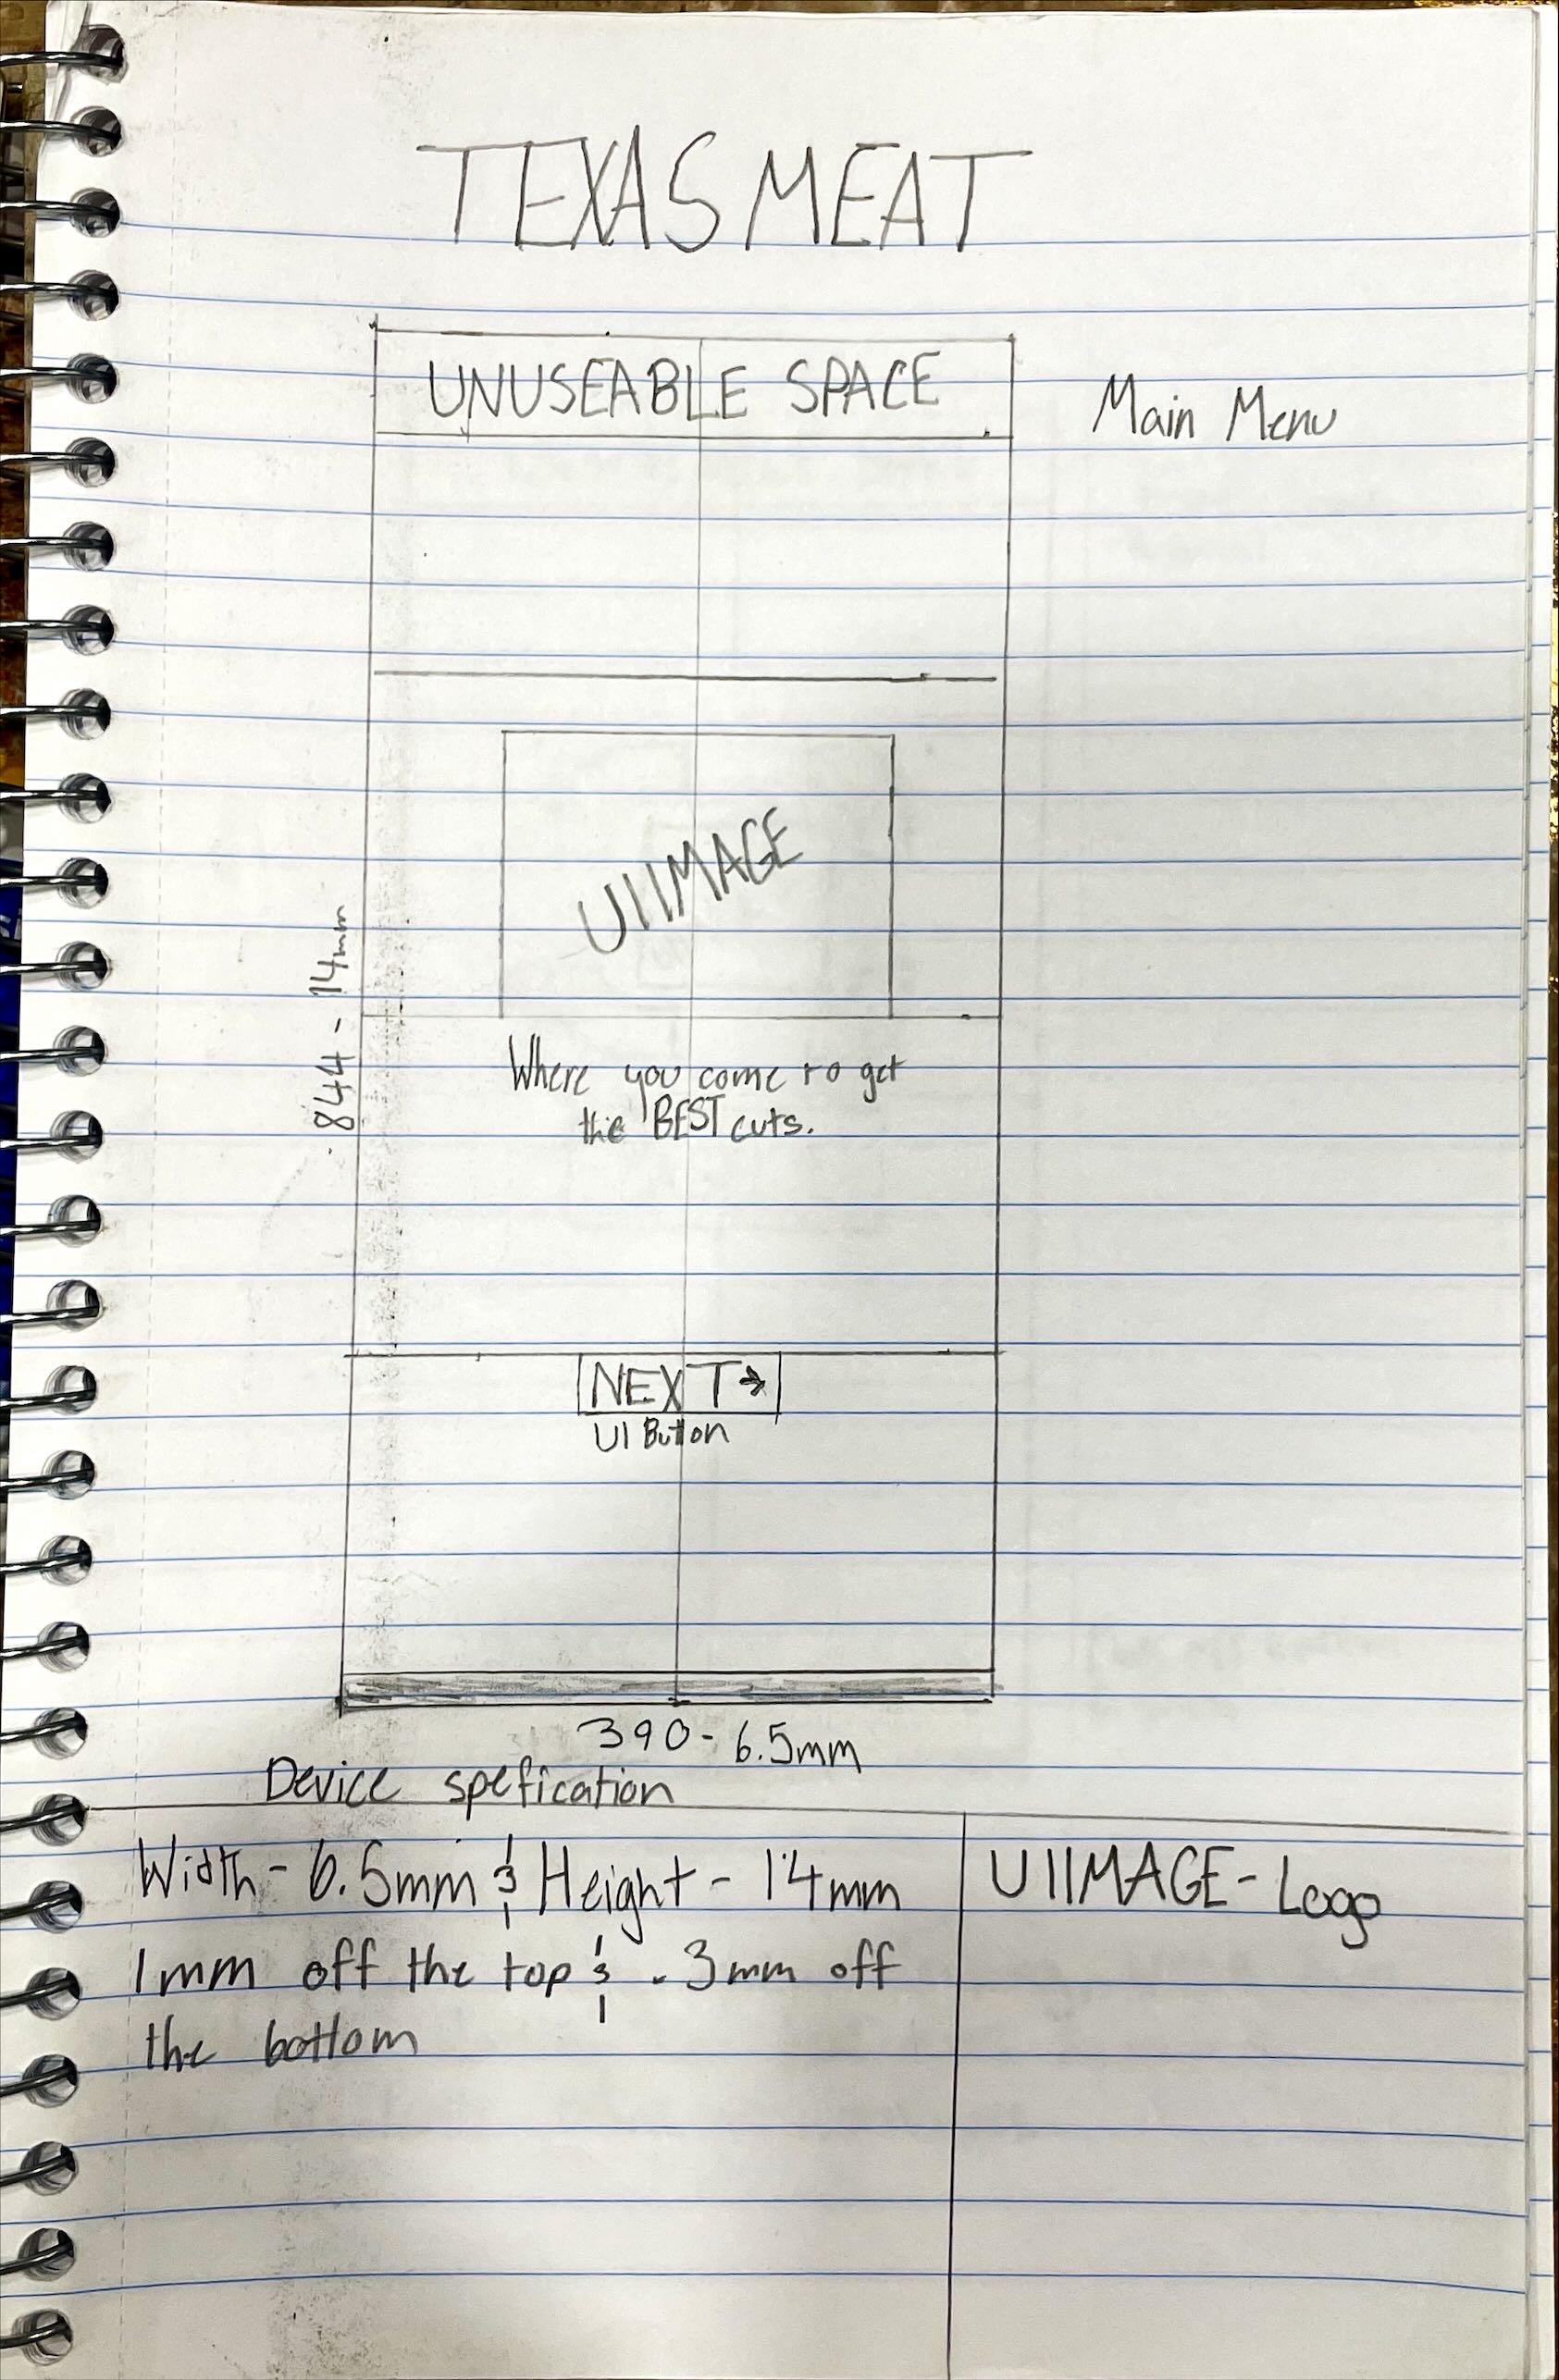 TEXAS MEAT
UNUSEABLE SPACE
Main Menu
UIIMAGE
844 - 14mm
Where you come to get
the BEST cuts.
NEXT→
UI Button
390 - 6.5mm
Device spefication
Width - 6.5mm & Height - 14mm
1mm off the top & .3mm off
the bottom
UIIMAGE - Logo